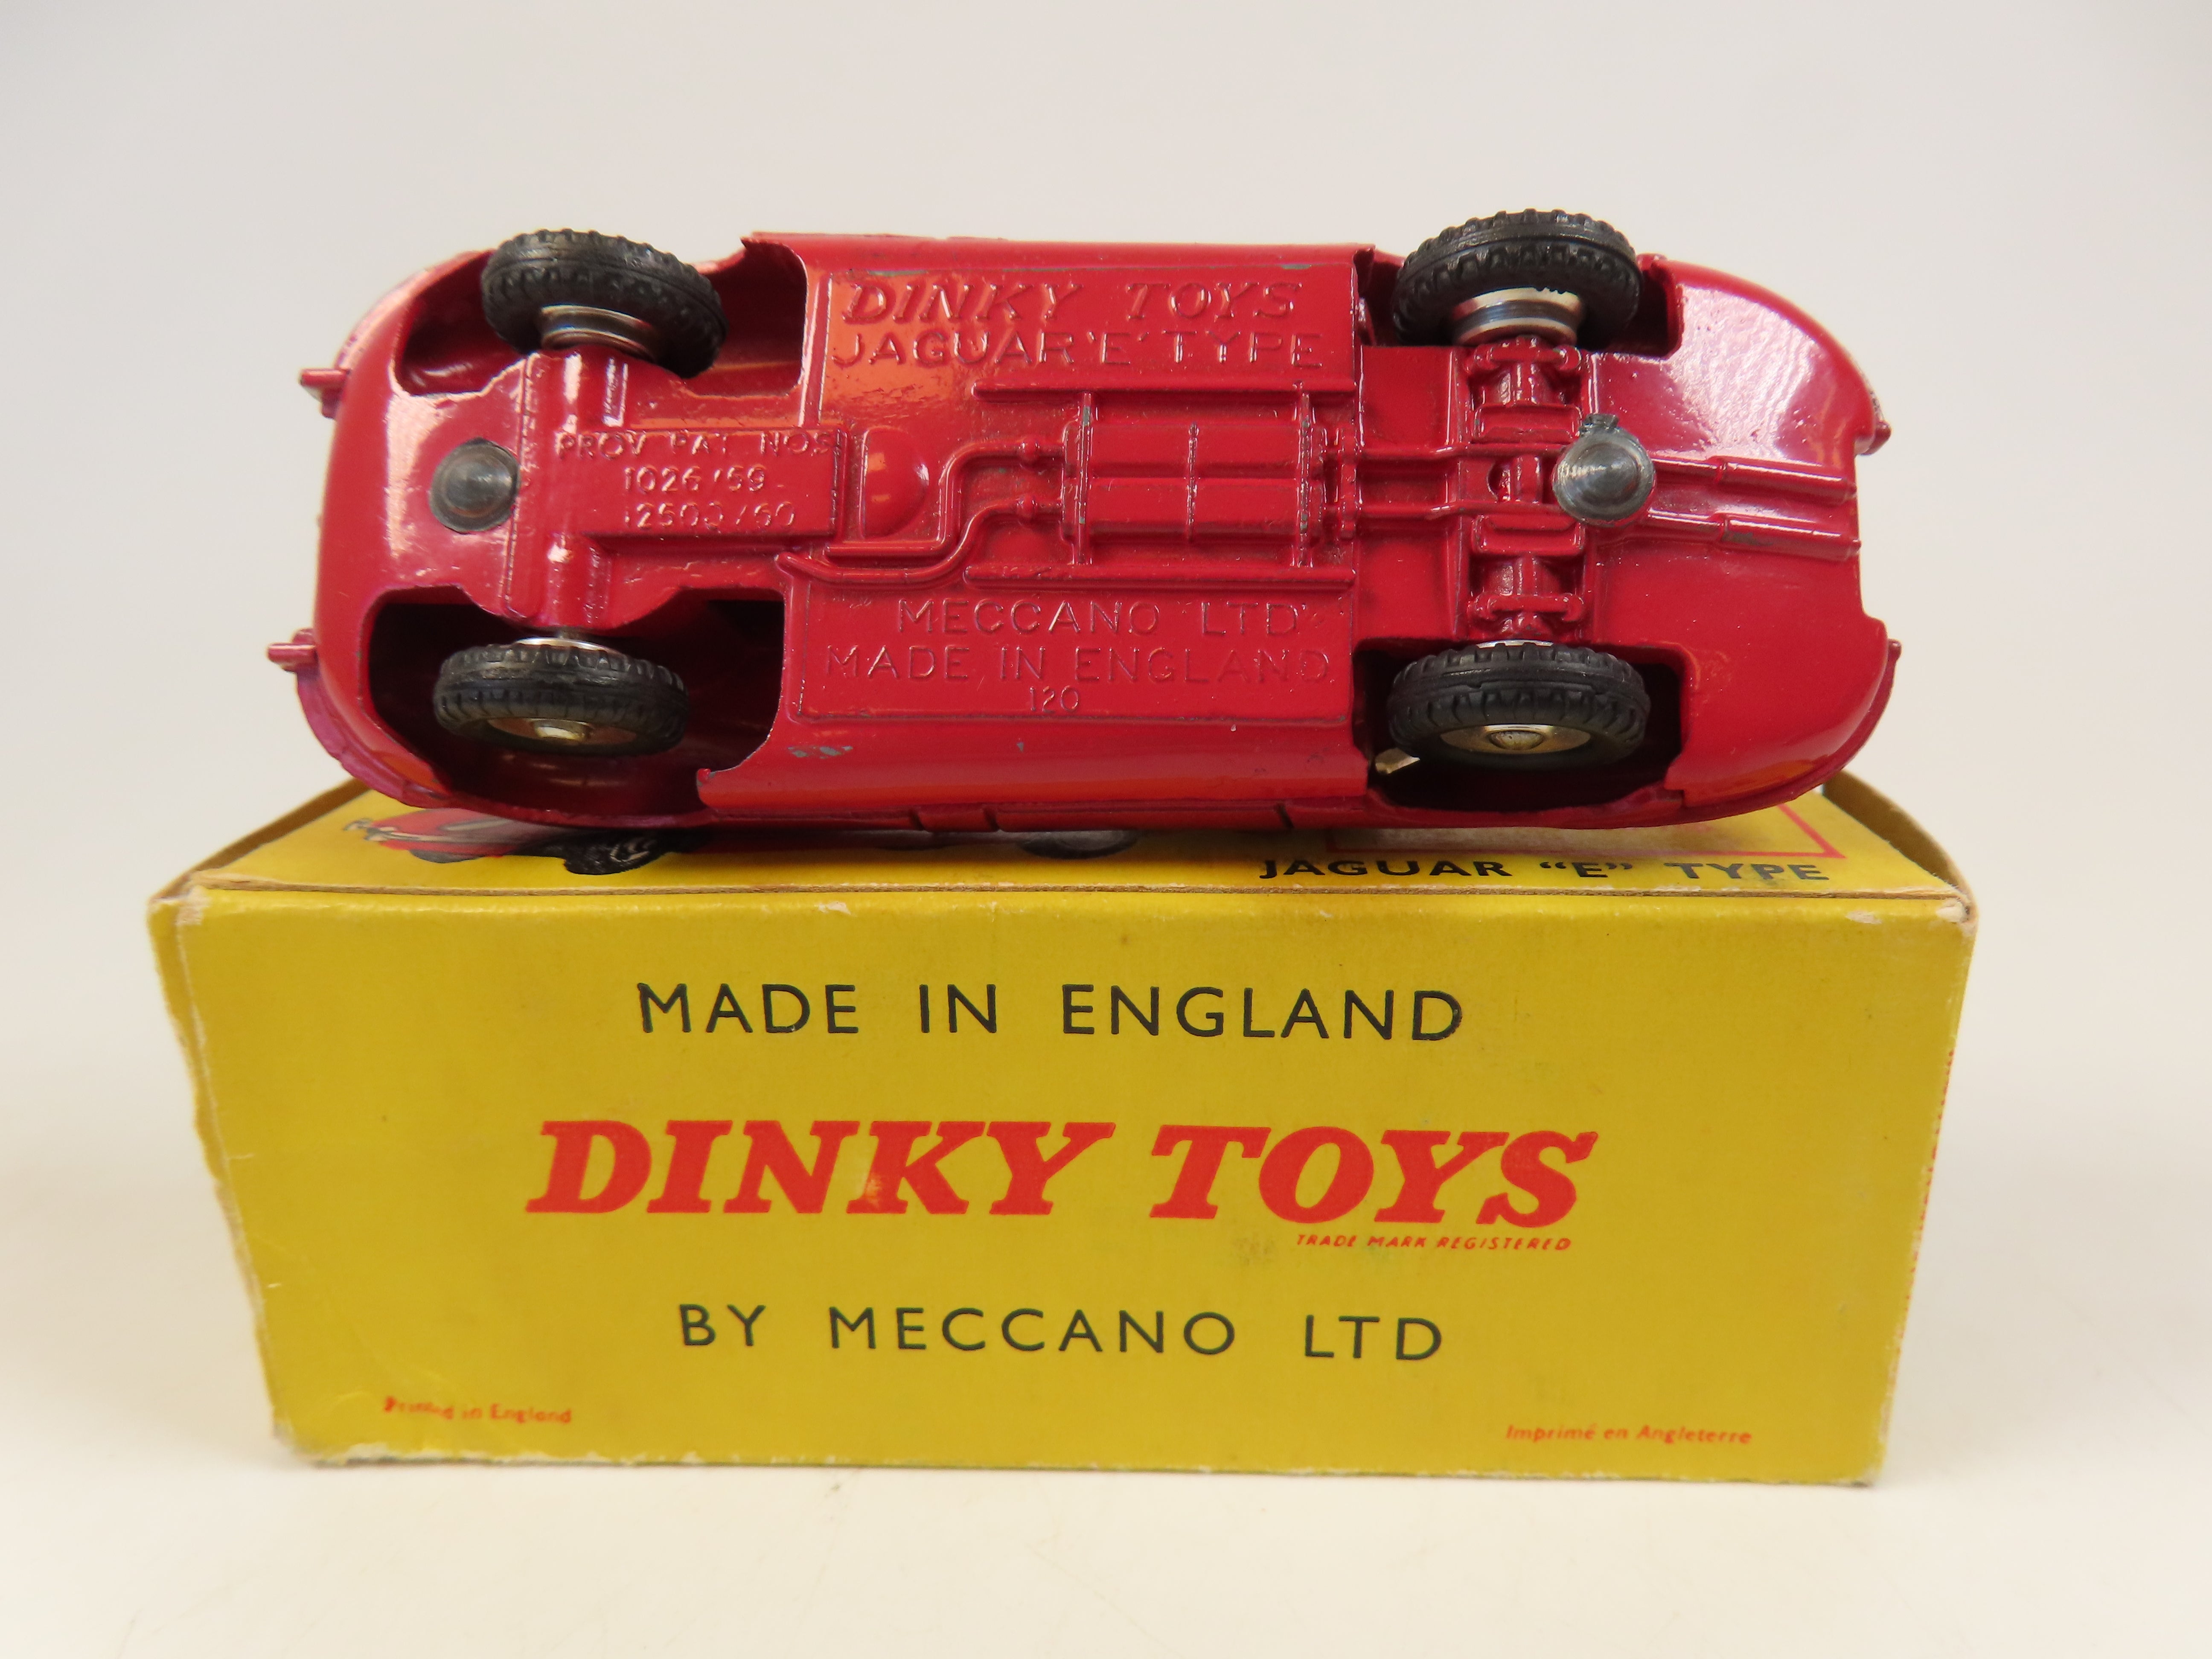 DINKY TOYS
JAGUAR 'E' TYPE
PROV PAT NOS
1026/59
12500/60
MECCANO LTD
MADE IN ENGLAND
120
JAGUAR “E” TYPE
MADE IN ENGLAND
DINKY TOYS
TRADE MARK REGISTERED
BY MECCANO LTD
Printed in England
Imprimé en Angleterre